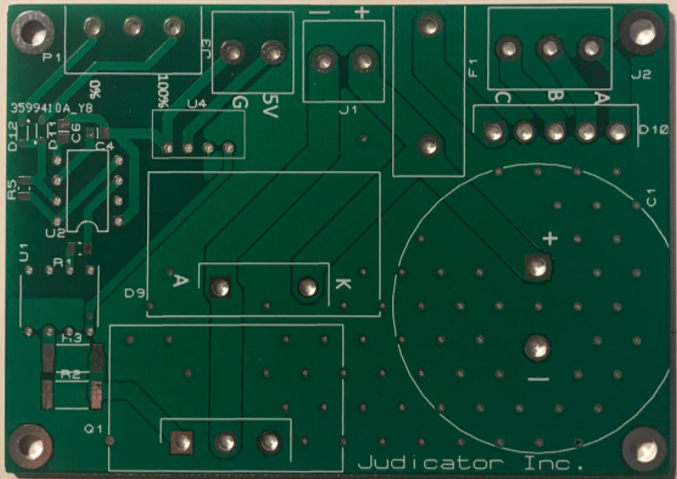 P1
0%
100%
J3
G
5V
− +
J1
F1
C
B
A
J2
3599410A_Y8
D12
D11
C6
C4
U4
D10
R5
U2
U1
R1
D9
A
K
C1
+
−
R3
R2
Q1
Judicator Inc.